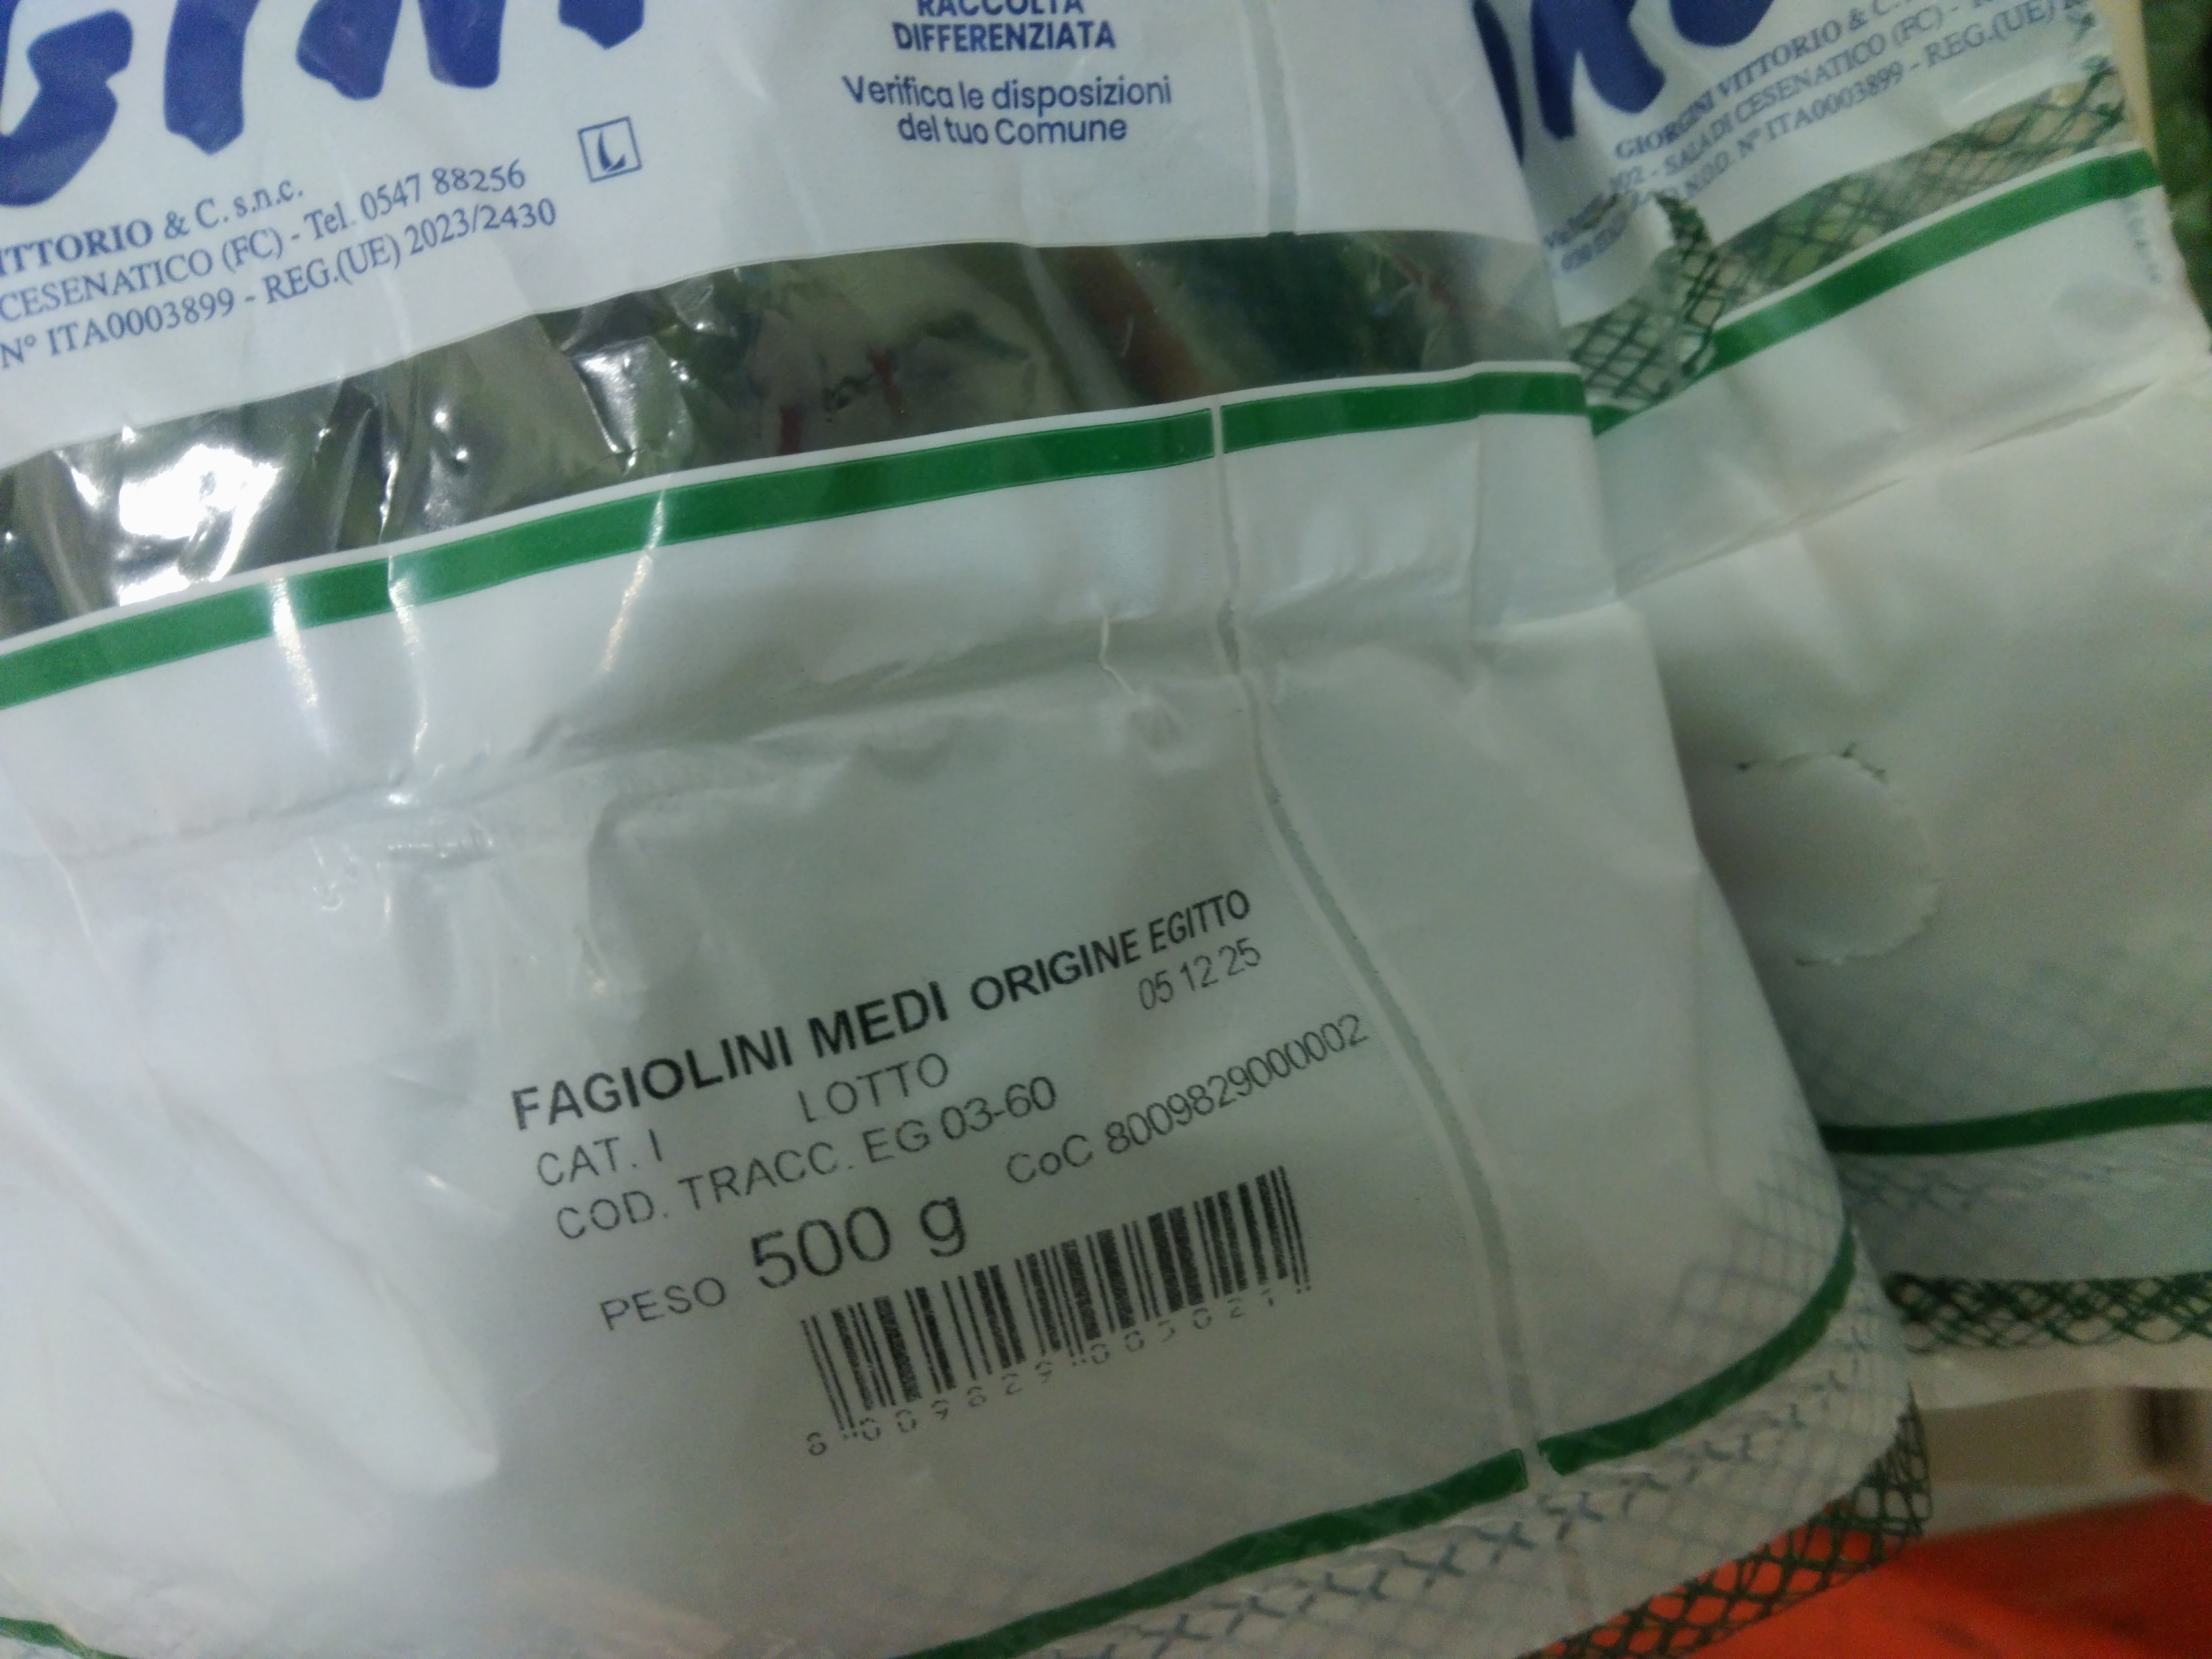 RACCOLTA
DIFFERENZIATA
Verifica le disposizioni
del tuo Comune
VITTORIO & C. s.n.c.
CESENATICO (FC) - Tel. 0547 88256
N° ITA0003899 - REG.(UE) 2023/2430
GIORGINI VITTORIO & C.
SALA DI CESENATICO (FC) -
N° ITA0003899 - REG.(UE)
FAGIOLINI MEDI ORIGINE EGITTO
CAT. I LOTTO 05 12 25
COD. TRACC. EG 03-60
PESO 500 g CoC 8009829000002